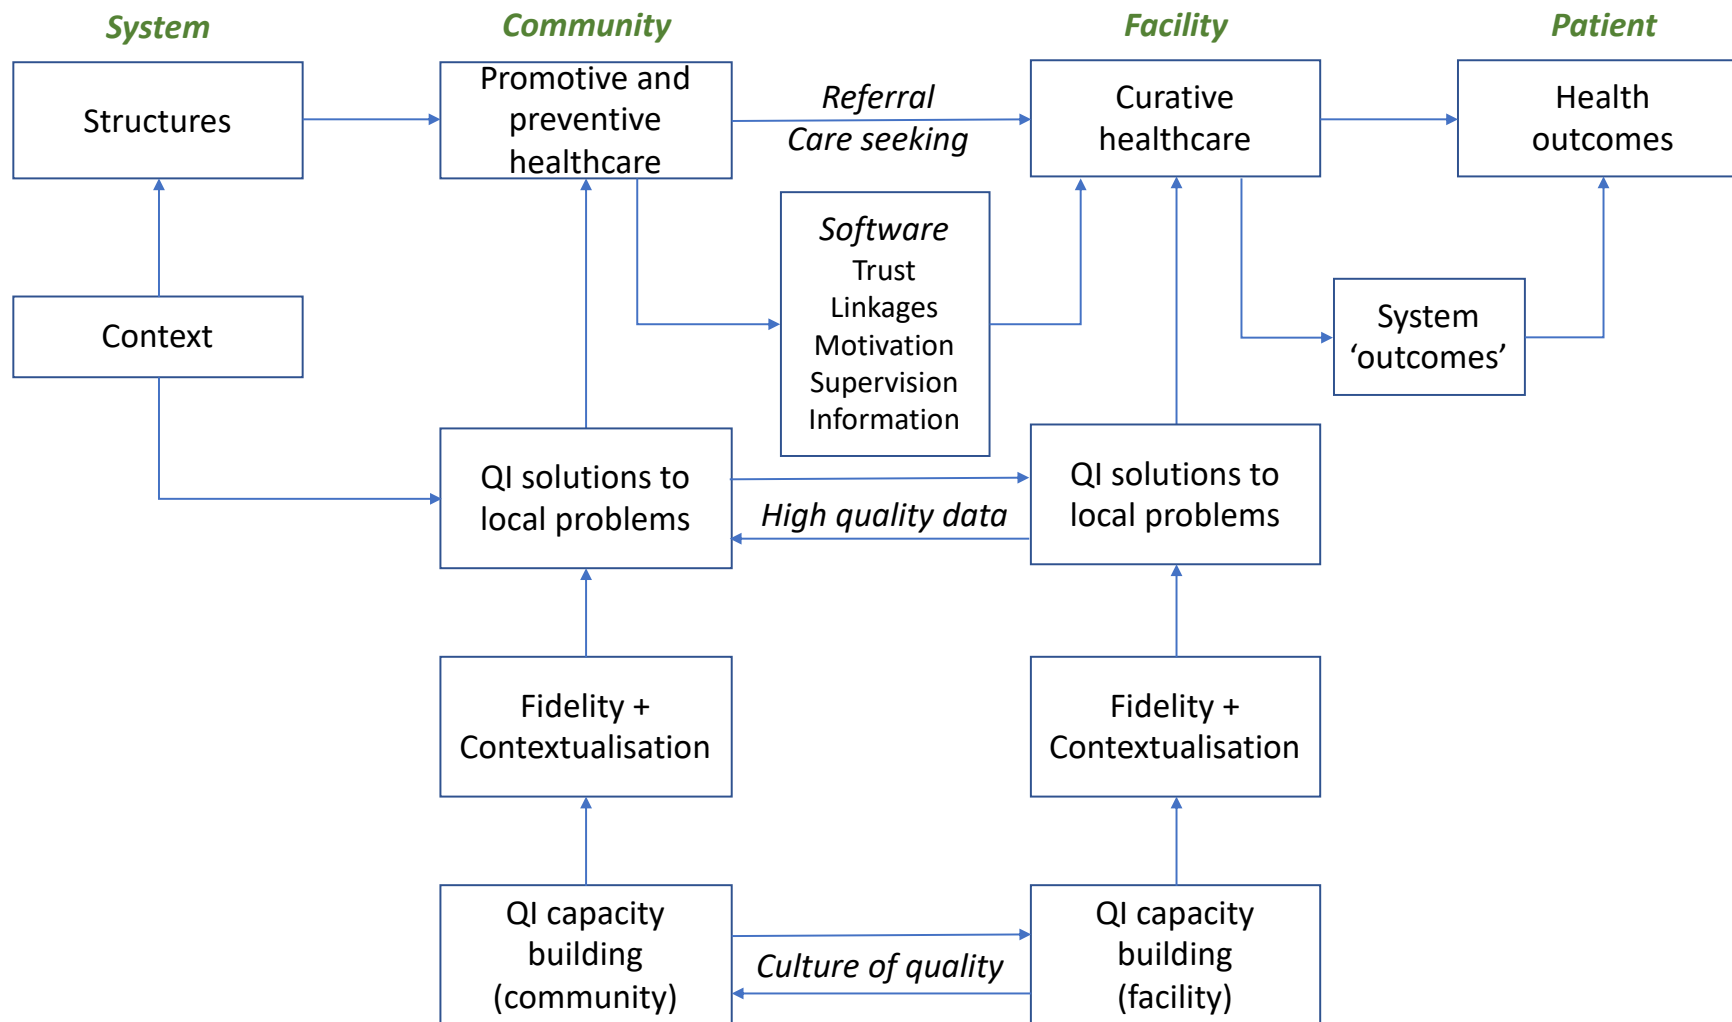 System
Community
Facility
Patient
Structures
Promotive and
preventive
healthcare
Referral
Care seeking
Curative
healthcare
Health
outcomes
Context
Software
Trust
Linkages
Motivation
Supervision
Information
System
‘outcomes’
QI solutions to
local problems
High quality data
QI solutions to
local problems
Fidelity +
Contextualisation
Fidelity +
Contextualisation
QI capacity
building
(community)
Culture of quality
QI capacity
building
(facility)